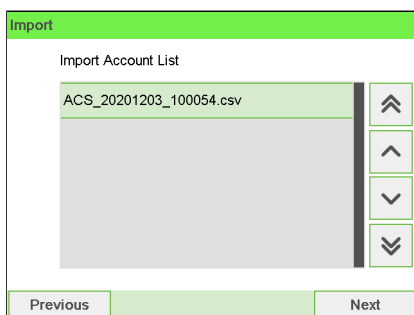 Import
Import Account List
ACS_20201203_100054.csv
Previous
Next